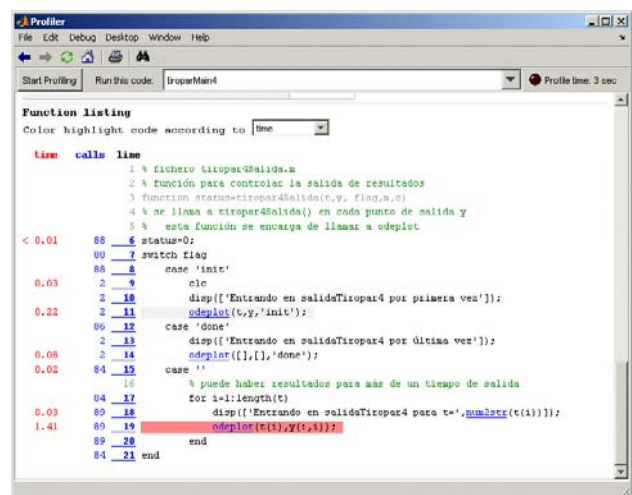 Profiler
File Edit Debug Desktop Window Help
Start Profiling Run this code: tiroparMain4 Profile time: 3 sec
Function listing
Color highlight code according to time
time calls line
1 % fichero tiropar4Salida.m
2 % función para controlar la salida de resultados
3 function status=tiropar4Salida(t,y, flag,m,c)
4 % se llama a tiropar4Salida() en cada punto de salida y
5 % esta función se encarga de llamar a odeplot
< 0.01 88 6 status=0;
88 7 switch flag
88 8 case 'init'
0.03 2 9 clc
2 10 disp(['Entrando en salidaTiropar4 por primera vez']);
0.22 2 11 odeplot(t,y,'init');
86 12 case 'done'
2 13 disp(['Entrando en salidaTiropar4 por última vez']);
0.08 2 14 odeplot([],[],'done');
0.02 84 15 case ''
16 % puede haber resultados para más de un tiempo de salida
84 17 for i=1:length(t)
0.03 89 18 disp(['Entrando en salidaTiropar4 para t=',num2str(t(i))]);
1.41 89 19 odeplot(t(i),y(:,i));
89 20 end
84 21 end